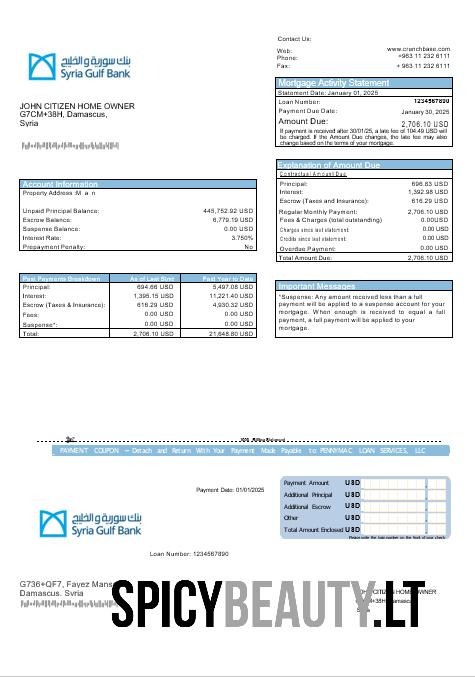 Contact Us:
Web: www.crunchbase.com
Phone: +963 11 232 6111
Fax: + 963 11 232 6111
بنك سورية والخليج
Syria Gulf Bank
Mortgage Activity Statement
Statement Date: January 01, 2025
Loan Number: 1234567890
Payment Due Date: January 30, 2025
Amount Due: 2,706.10 USD
If payment is received after 30/01/25, a late fee of 104.49 USD will
be charged. If the Amount Due changes, the late fee may also
change based on the terms of your mortgage.
JOHN CITIZEN HOME OWNER
G7CM+38H, Damascus,
Syria
Explanation of Amount Due
Contractual Amount Due
Principal: 696.83 USD
Interest: 1,392.98 USD
Escrow (Taxes and Insurance): 616.29 USD
Regular Monthly Payment: 2,706.10 USD
Fees & Charges (total outstanding) 0.00USD
Charges since last statement: 0.00 USD
Credits since last statement: 0.00 USD
Overdue Payment: 0.00 USD
Total Amount Due: 2,706.10 USD
Account Information
Property Address: M a n
Unpaid Principal Balance: 445,752.92 USD
Escrow Balance: 6,779.19 USD
Suspense Balance: 0.00 USD
Interest Rate: 3.750%
Prepayment Penalty: No
Past Payments Breakdown As of Last Stmt Paid Year to Date
Principal: 694.66 USD 5,497.08 USD
Interest: 1,395.15 USD 11,221.40 USD
Escrow (Taxes & Insurance): 616.29 USD 4,930.32 USD
Fees: 0.00 USD 0.00 USD
Suspense*: 0.00 USD 0.00 USD
Total: 2,706.10 USD 21,648.80 USD
Important Messages
*Suspense: Any amount received less than a full
payment will be applied to a suspense account for your
mortgage. When enough is received to equal a full
payment, a full payment will be applied to your
mortgage.
PAYMENT COUPON – Detach and Return With Your Payment Made Payable to: PENNYMAC LOAN SERVICES, LLC
Payment Date: 01/01/2025
Payment Amount USD
Additional Principal USD
Additional Escrow USD
Other USD
Total Amount Enclosed USD
Please write the loan number on the front of your check
بنك سورية والخليج
Syria Gulf Bank
Loan Number: 1234567890
G736+QF7, Fayez
Damascus. Syria
HOME OWNER
SPICYBEAUTY.LT